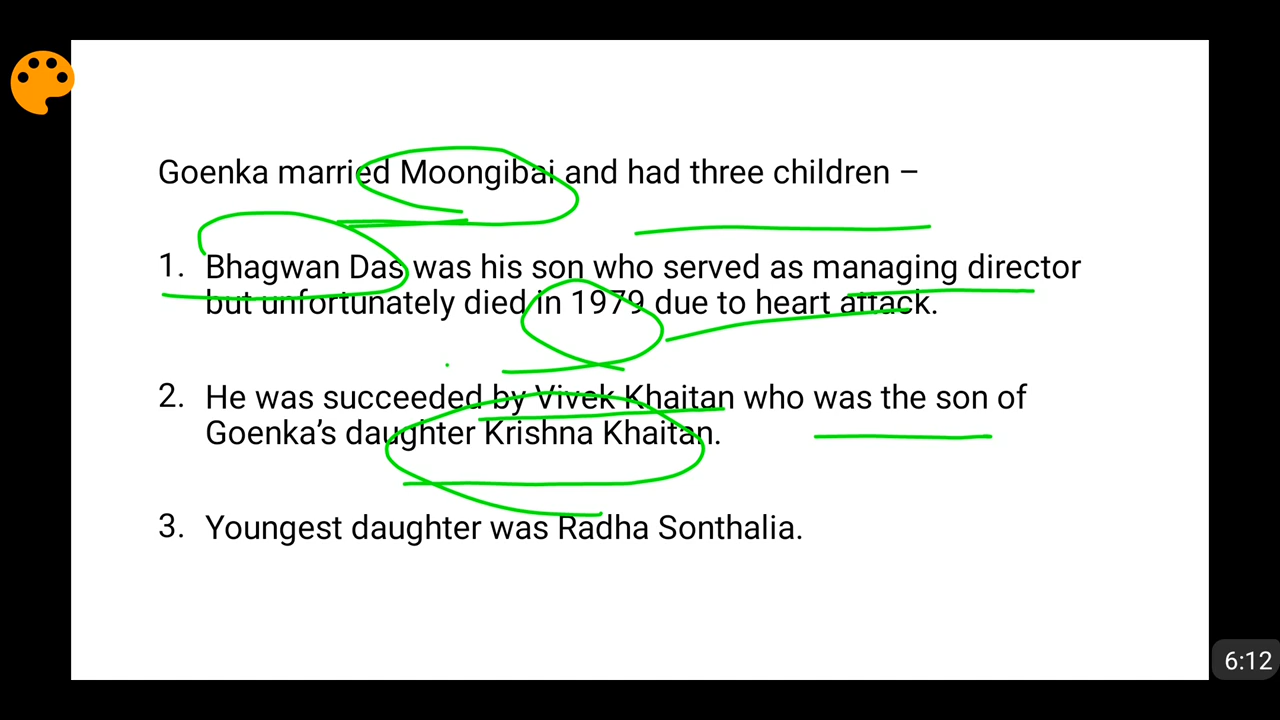 Goenka married Moongibai and had three children –
1. Bhagwan Das was his son who served as managing director
but unfortunately died in 1979 due to heart attack.
2. He was succeeded by Vivek Khaitan who was the son of
Goenka’s daughter Krishna Khaitan.
3. Youngest daughter was Radha Sonthalia.
6:12